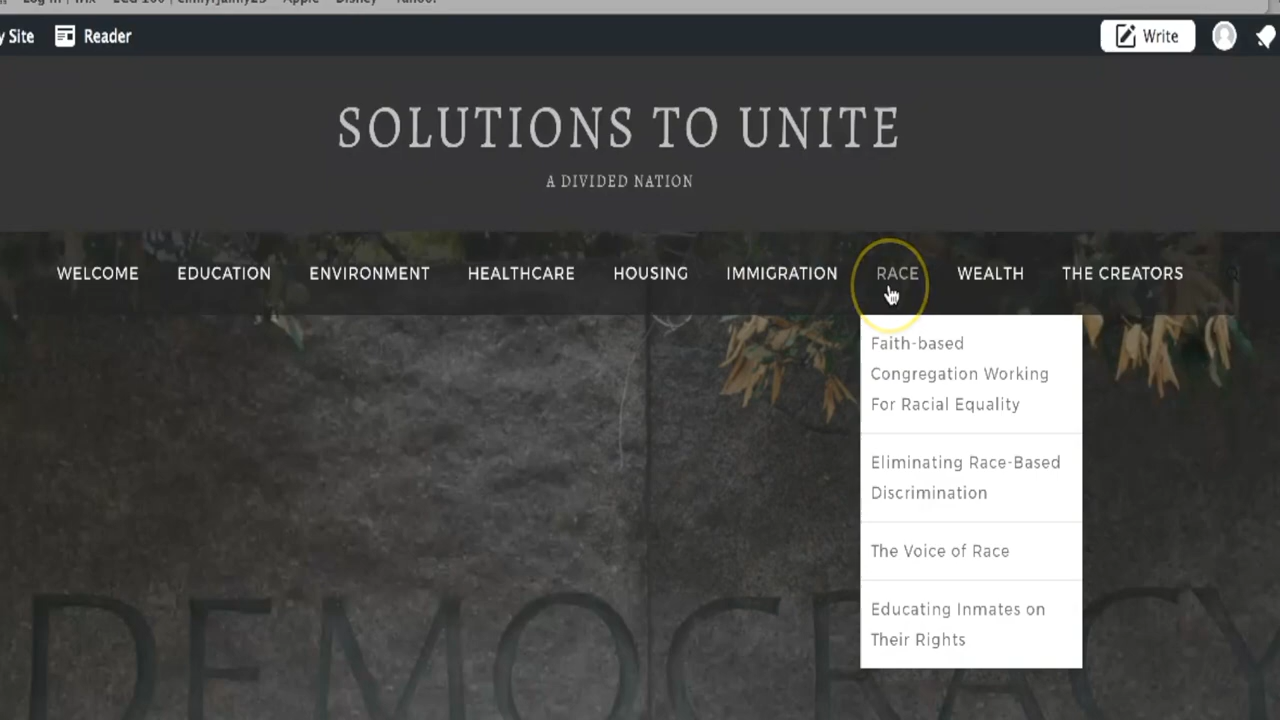 y Site
Reader
Write
SOLUTIONS TO UNITE
A DIVIDED NATION
WELCOME EDUCATION ENVIRONMENT HEALTHCARE HOUSING IMMIGRATION RACE WEALTH THE CREATORS
Faith-based
Congregation Working
For Racial Equality
Eliminating Race-Based
Discrimination
The Voice of Race
Educating Inmates on
Their Rights
DEMOCRACY